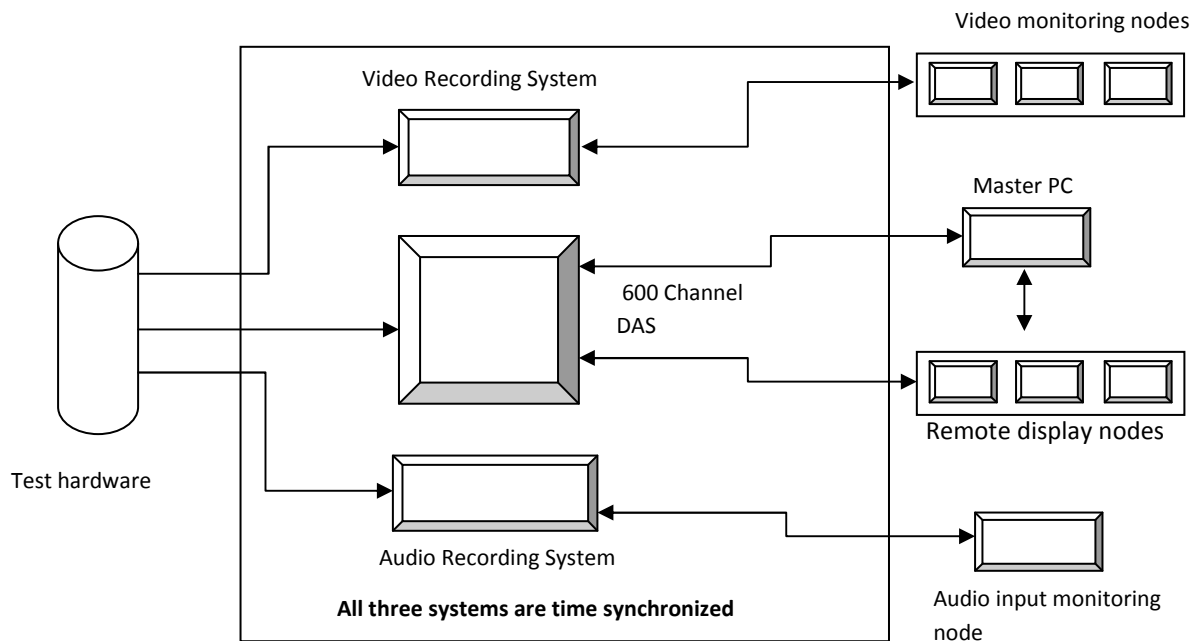 Video monitoring nodes
Video Recording System
Master PC
600 Channel
DAS
Remote display nodes
Test hardware
Audio Recording System
All three systems are time synchronized
Audio input monitoring
node